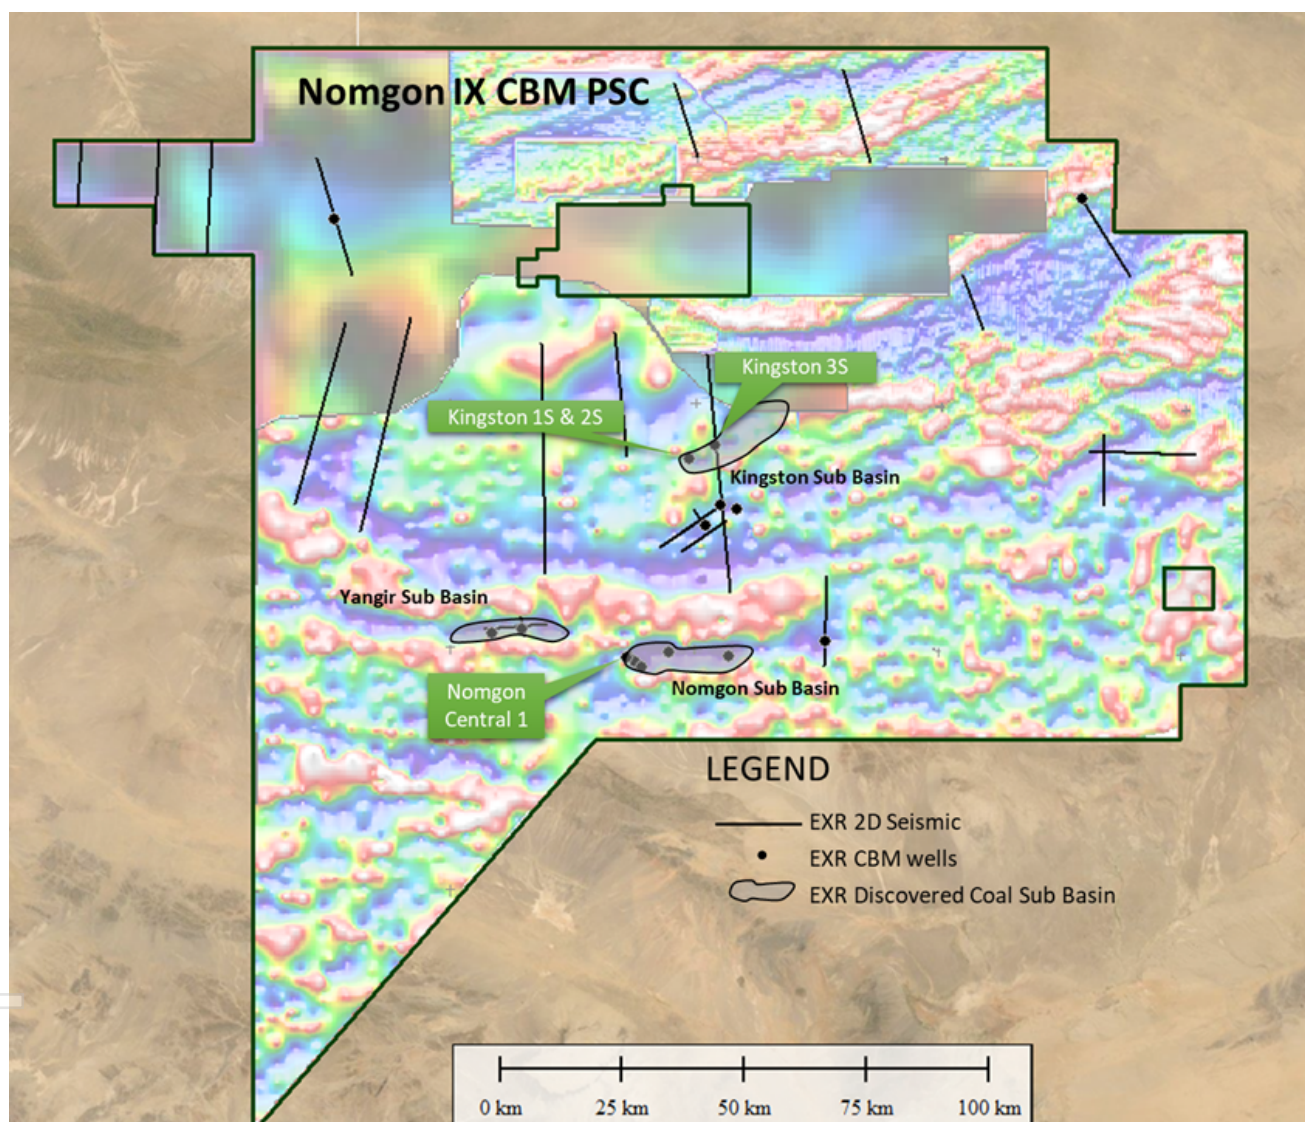 Nomgon IX CBM PSC
Kingston 3S
Kingston 1S & 2S
Kingston Sub Basin
Yangir Sub Basin
Nomgon
Central 1
Nomgon Sub Basin
LEGEND
EXR 2D Seismic
EXR CBM wells
EXR Discovered Coal Sub Basin
0 km 25 km 50 km 75 km 100 km